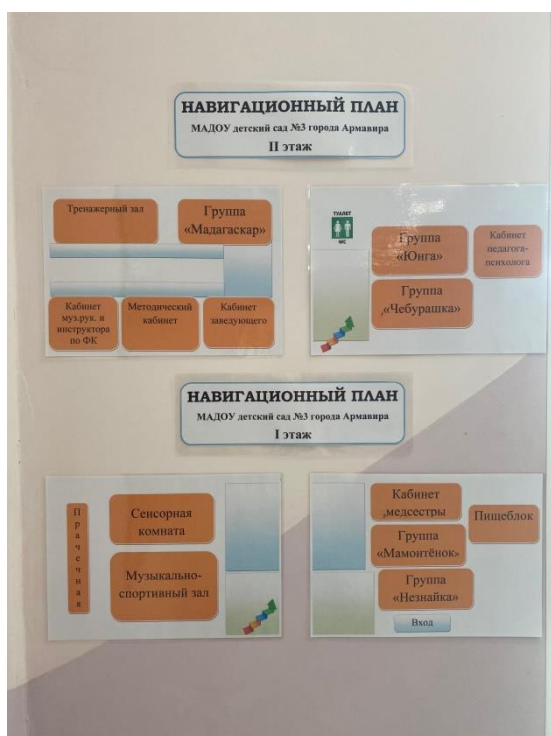 НАВИГАЦИОННЫЙ ПЛАН
МАДОУ детский сад №3 города Армавира
II этаж
Тренажерный зал
Группа
«Мадагаскар»
Кабинет
муз.рук. и
инструктора
по ФК
Методический
кабинет
Кабинет
заведующего
ТУАЛЕТ
WC
Группа
«Юнга»
Кабинет
педагога-
психолога
Группа
«Чебурашка»
НАВИГАЦИОННЫЙ ПЛАН
МАДОУ детский сад №3 города Армавира
I этаж
Прачечная
Сенсорная
комната
Музыкально-
спортивный зал
Кабинет
медсестры
Пищеблок
Группа
«Мамонтёнок»
Группа
«Незнайка»
Вход